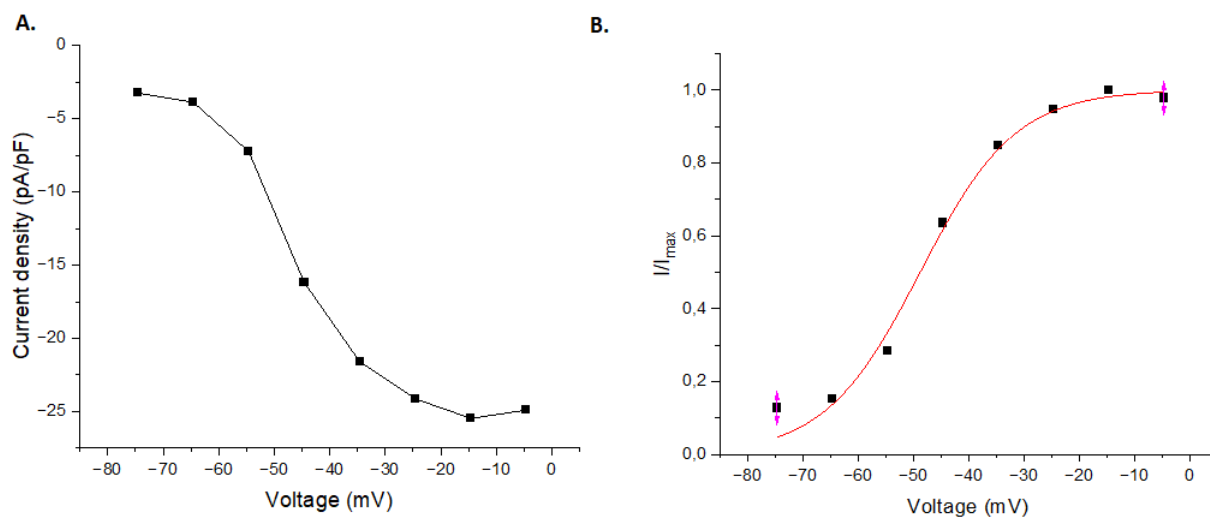 A.
0
−5
−10
−15
−20
−25
Current density (pA/pF)
−80 −70 −60 −50 −40 −30 −20 −10 0
Voltage (mV)
B.
1,0
0,8
0,6
0,4
0,2
0,0
I/Imax
−80 −70 −60 −50 −40 −30 −20 −10 0
Voltage (mV)